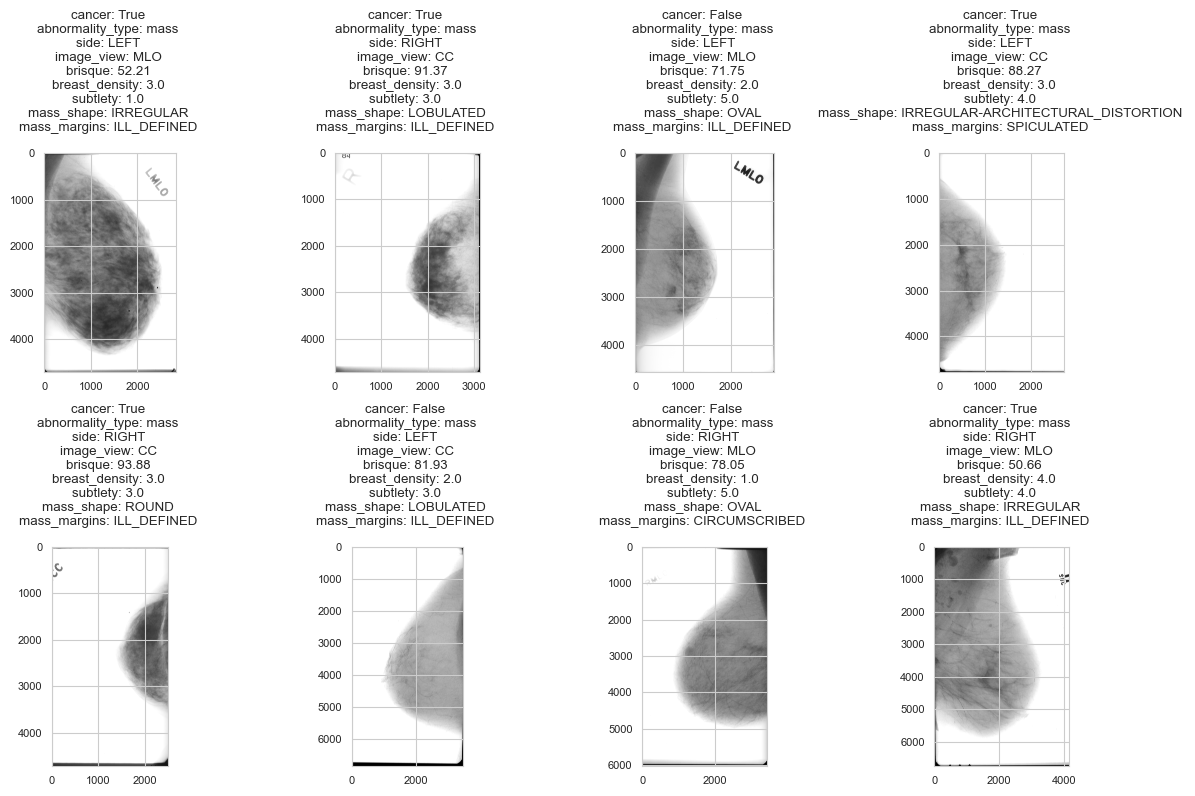 cancer: True
abnormality_type: mass
side: LEFT
image_view: MLO
brisque: 52.21
breast_density: 3.0
subtlety: 1.0
mass_shape: IRREGULAR
mass_margins: ILL_DEFINED
0
1000
2000
3000
4000
0
1000
2000
LMLO
cancer: True
abnormality_type: mass
side: RIGHT
image_view: CC
brisque: 91.37
breast_density: 3.0
subtlety: 3.0
mass_shape: LOBULATED
mass_margins: ILL_DEFINED
0
1000
2000
3000
4000
0
1000
2000
3000
R
cancer: False
abnormality_type: mass
side: LEFT
image_view: MLO
brisque: 71.75
breast_density: 2.0
subtlety: 5.0
mass_shape: OVAL
mass_margins: ILL_DEFINED
0
1000
2000
3000
4000
0
1000
2000
LMLO
cancer: True
abnormality_type: mass
side: LEFT
image_view: CC
brisque: 88.27
breast_density: 3.0
subtlety: 4.0
mass_shape: IRREGULAR-ARCHITECTURAL_DISTORTION
mass_margins: SPICULATED
0
1000
2000
3000
4000
0
1000
2000
cancer: True
abnormality_type: mass
side: RIGHT
image_view: CC
brisque: 93.88
breast_density: 3.0
subtlety: 3.0
mass_shape: ROUND
mass_margins: ILL_DEFINED
0
1000
2000
3000
4000
0
1000
2000
cancer: False
abnormality_type: mass
side: LEFT
image_view: CC
brisque: 81.93
breast_density: 2.0
subtlety: 3.0
mass_shape: LOBULATED
mass_margins: ILL_DEFINED
0
1000
2000
3000
4000
5000
6000
0
2000
cancer: False
abnormality_type: mass
side: RIGHT
image_view: MLO
brisque: 78.05
breast_density: 1.0
subtlety: 5.0
mass_shape: OVAL
mass_margins: CIRCUMSCRIBED
0
1000
2000
3000
4000
5000
6000
0
2000
cancer: True
abnormality_type: mass
side: RIGHT
image_view: MLO
brisque: 50.66
breast_density: 4.0
subtlety: 4.0
mass_shape: IRREGULAR
mass_margins: ILL_DEFINED
0
1000
2000
3000
4000
5000
6000
0
2000
4000